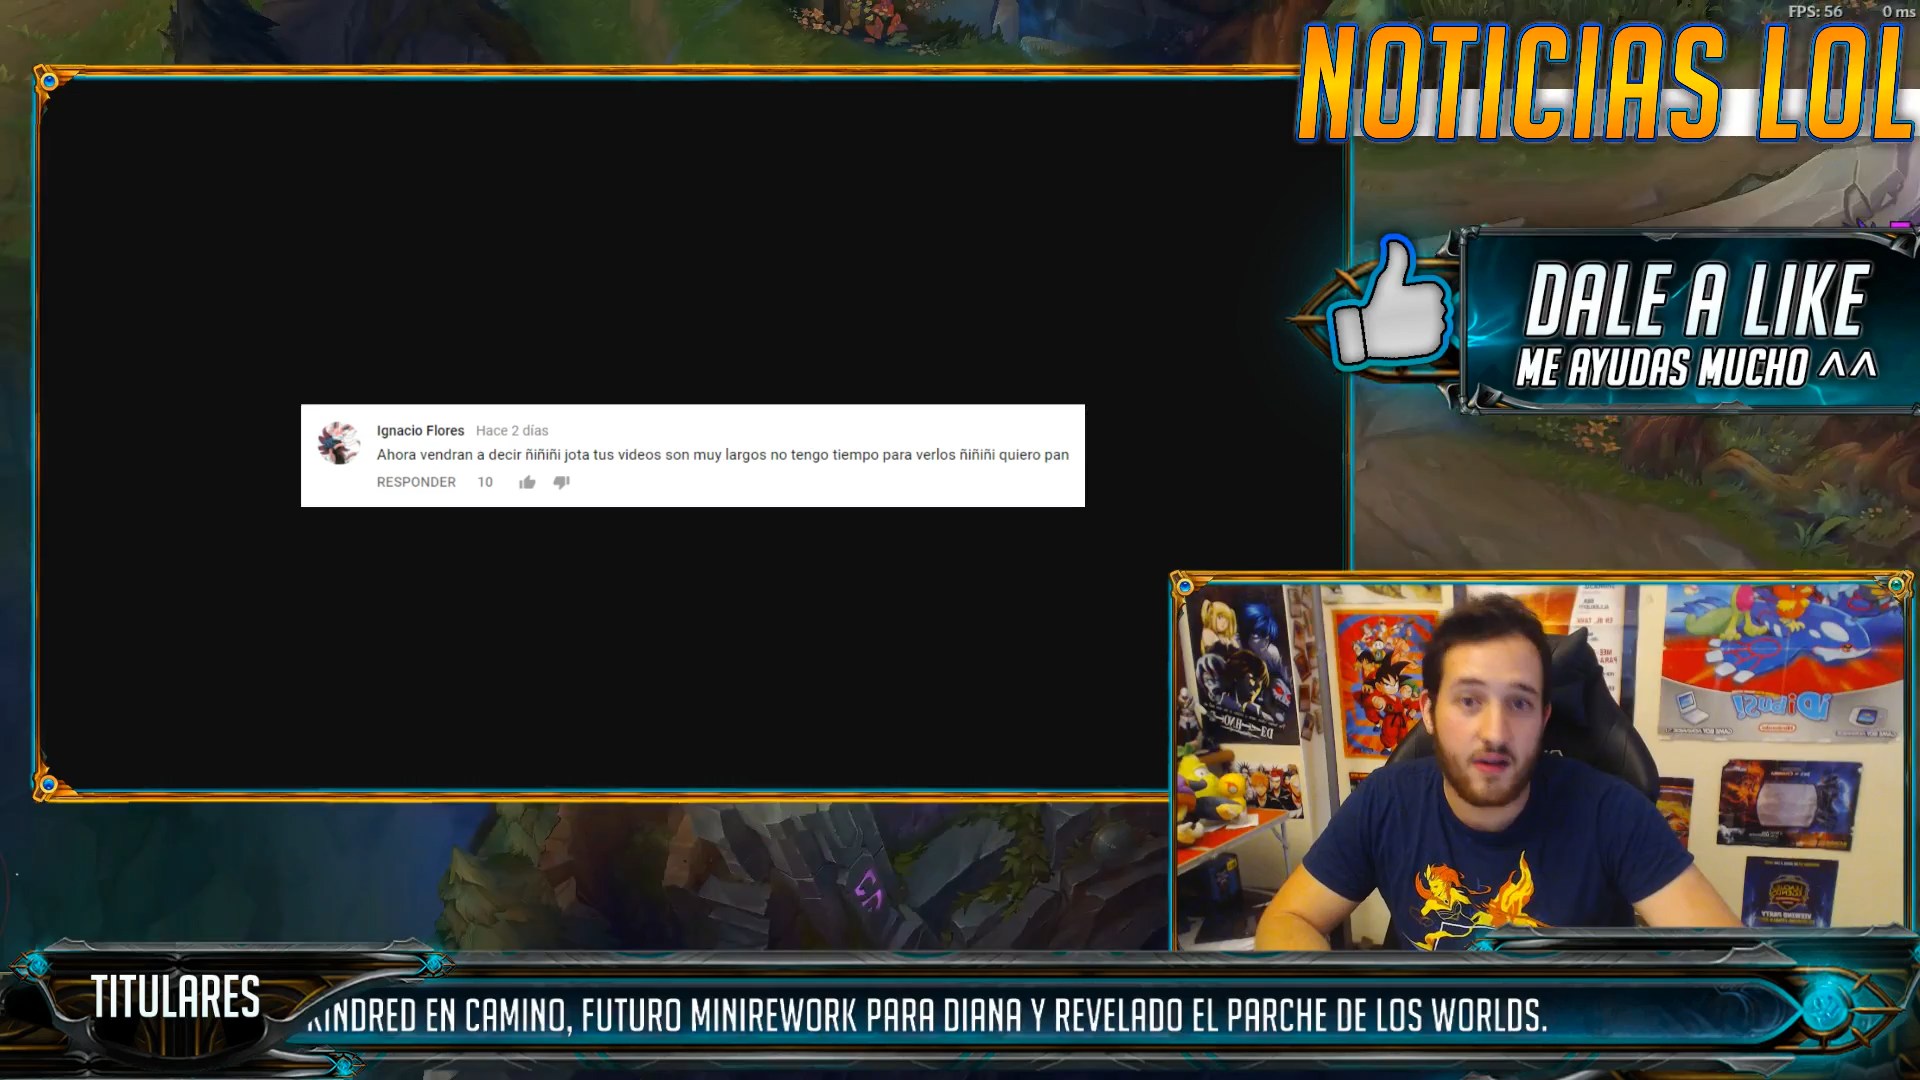 FPS: 56 0 ms
NOTICIAS LOL
DALE A LIKE
ME AYUDAS MUCHO ^^
Ignacio Flores Hace 2 días
Ahora vendran a decir ñiñiñi jota tus videos son muy largos no tengo tiempo para verlos ñiñiñi quiero pan
RESPONDER 10
TITULARES
KINDRED EN CAMINO, FUTURO MINIREWORK PARA DIANA Y REVELADO EL PARCHE DE LOS WORLDS.